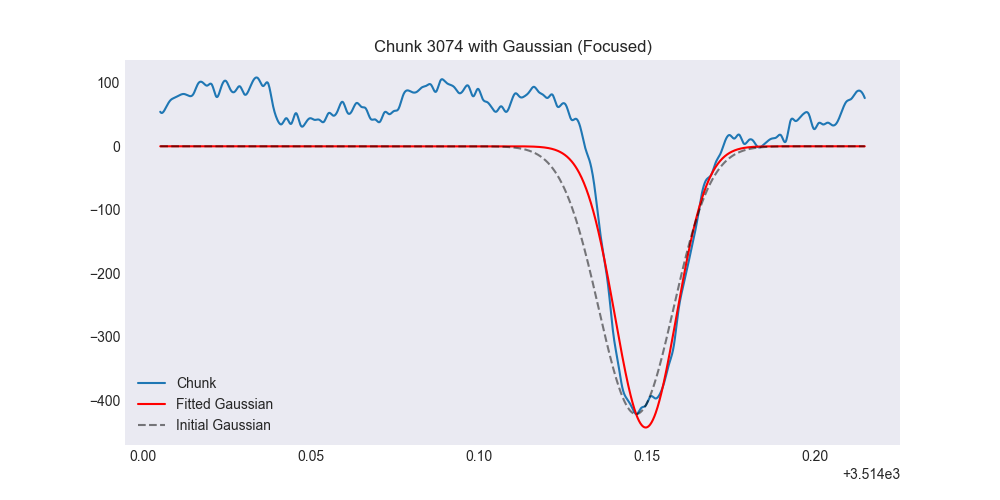 Chunk 3074 with Gaussian (Focused)
100
0
−100
−200
−300
−400
Chunk
Fitted Gaussian
Initial Gaussian
0.00 0.05 0.10 0.15 0.20
+3.514e3